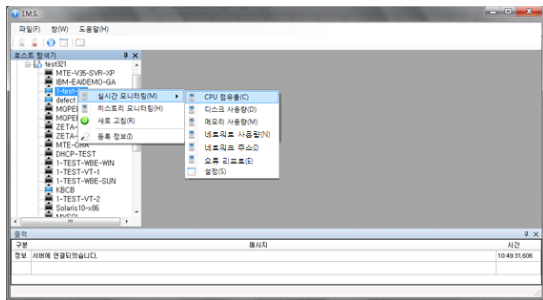 I.M.S.
파일(F) 창(W) 도움말(H)
호스트 탐색기
test321
MTE-V35-SVR-XP
IBM-EAIDEMO-GA
1-test-
defect
MOPE
MOPE
ZETA-
ZETA-
MTE-ORA
DHCP-TEST
1-TEST-WBE-WIN
1-TEST-VT-I
1-TEST-WBE-SUN
KBCB
1-TEST-VT-2
Solaris10-x86
MYSQL
실시간 모니터링(M)
히스토리 모니터링(H)
새로 고침(R)
등록 정보(I)
CPU 점유율(C)
디스크 사용량(D)
메모리 사용량(M)
네트워크 사용량(N)
네트워크 주소(I)
오류 리포트(E)
설정(S)
출력
구분 메시지 시간
정보 서버에 연결되었습니다. 10:49:31,606